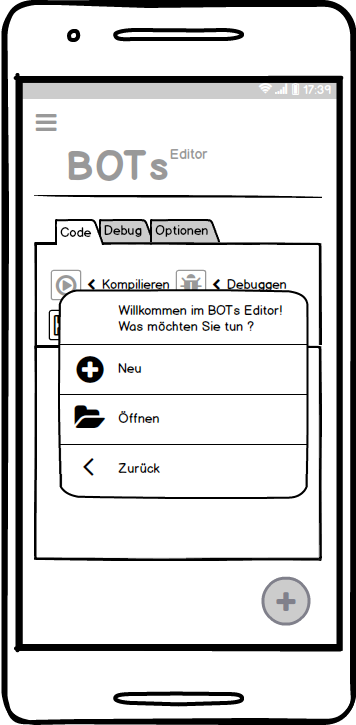 17:39
BOTs Editor
Code Debug Optionen
Kompilieren Debuggen
Willkommen im BOTs Editor!
Was möchten Sie tun ?
Neu
Öffnen
Zurück